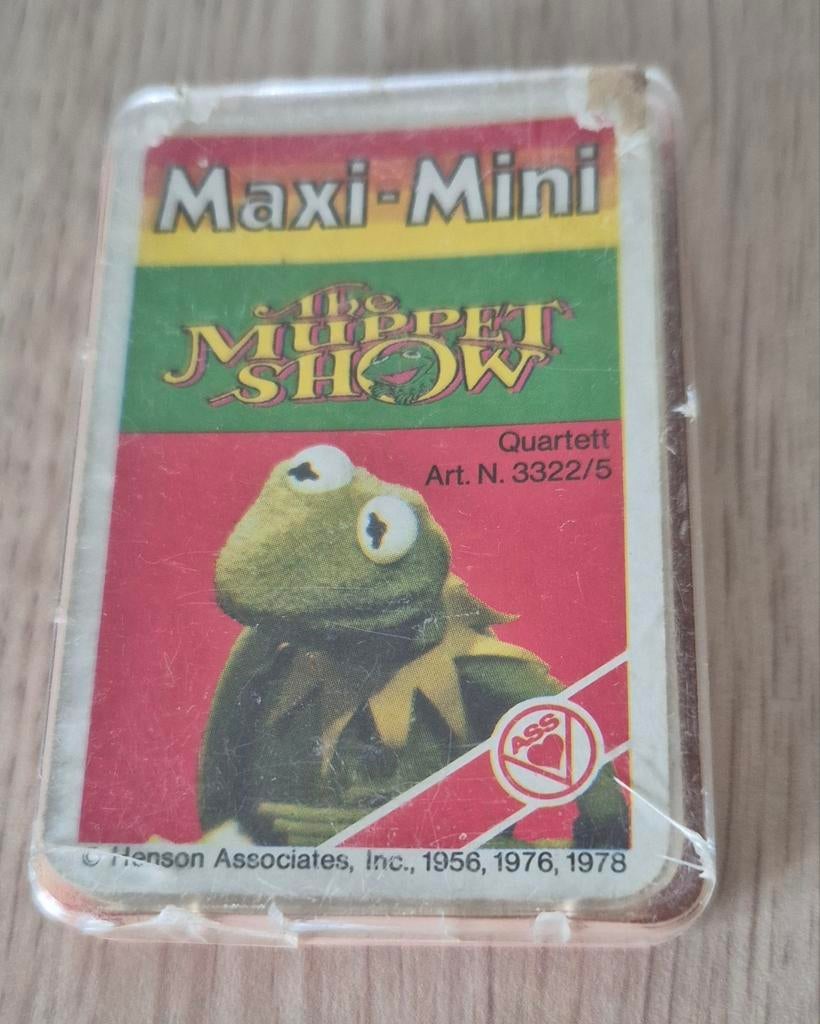 Maxi-Mini
The
MUPPET
SHOW
Quartett
Art. N. 3322/5
ASS
© Henson Associates, Inc., 1956, 1976, 1978